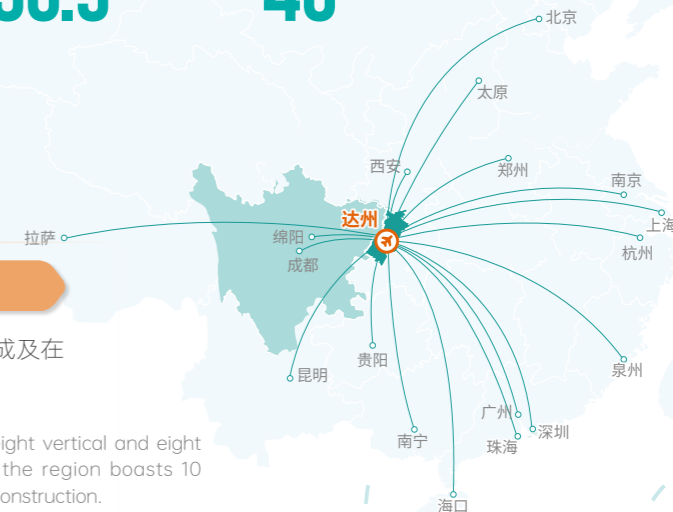 40
北京
太原
西安
郑州
南京
达州
上海
拉萨
绵阳
杭州
成都
成及在
贵阳
泉州
昆明
广州
深圳
南宁
珠海
ight vertical and eight
the region boasts 10
onstruction.
海口